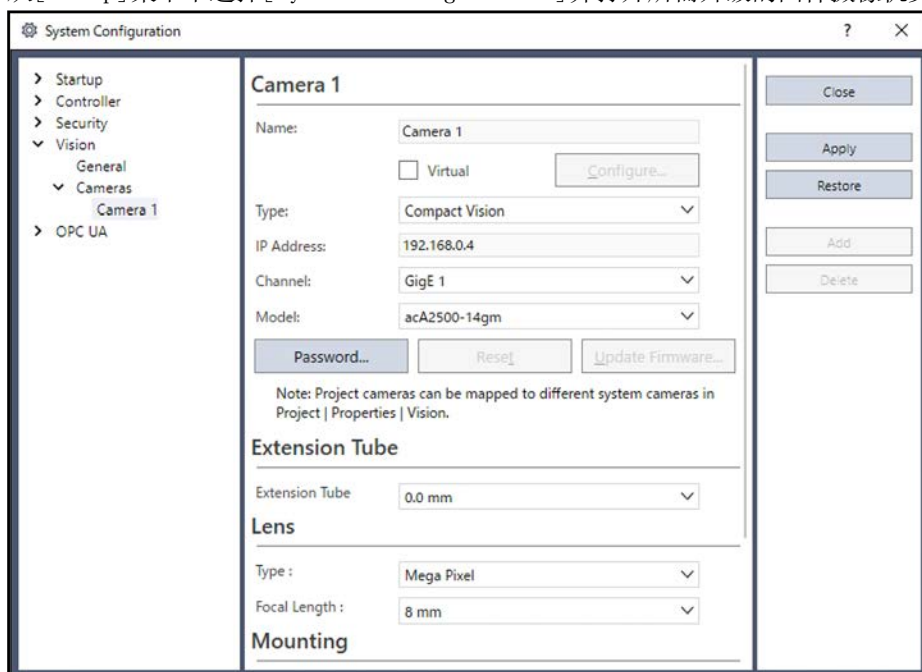 System Configuration
?
Startup
Controller
Security
Vision
General
Cameras
Camera 1
OPC UA
Camera 1
Name:
Camera 1
Virtual
Configure...
Type:
Compact Vision
IP Address:
192.168.0.4
Channel:
GigE 1
Model:
acA2500-14gm
Password...
Reset
Update Firmware...
Note: Project cameras can be mapped to different system cameras in
Project | Properties | Vision.
Extension Tube
Extension Tube
0.0 mm
Lens
Type :
Mega Pixel
Focal Length :
8 mm
Mounting
Close
Apply
Restore
Add
Delete